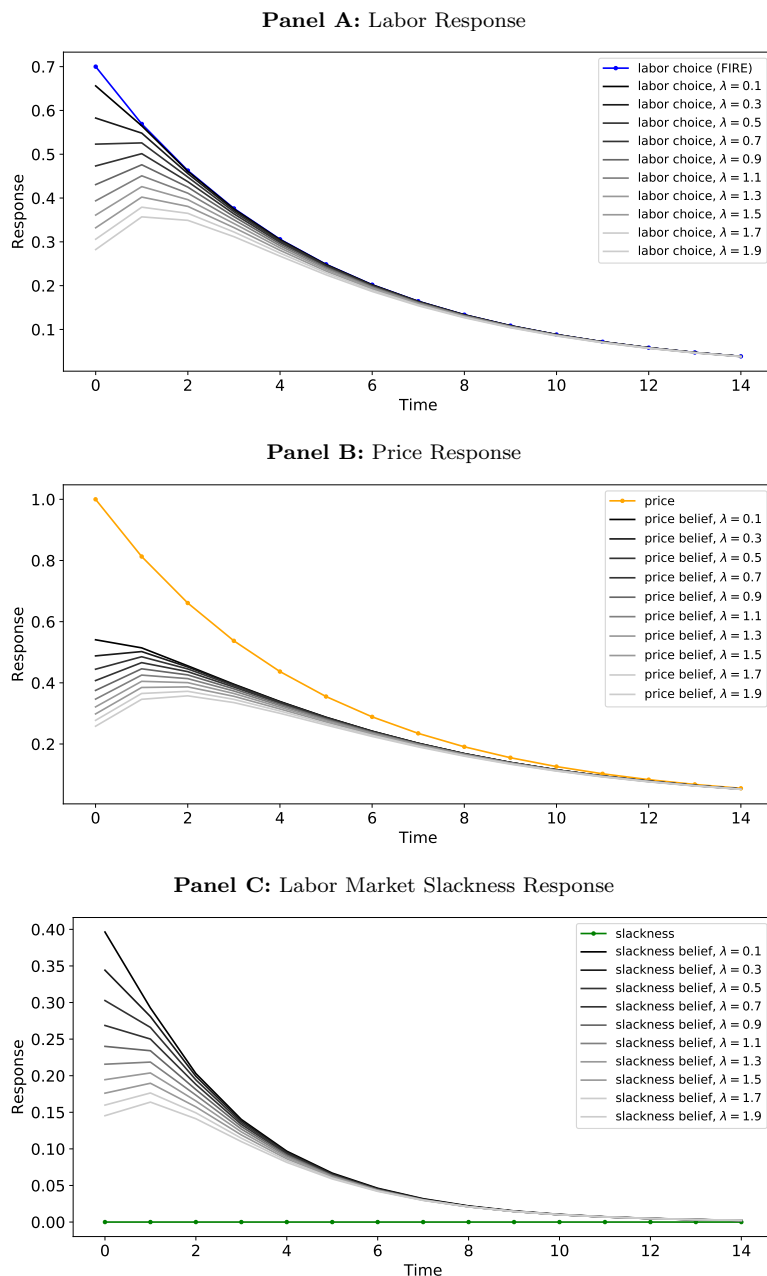 Panel A: Labor Response
0.7
0.6
0.5
0.4
0.3
0.2
0.1
Response
labor choice (FIRE)
labor choice, λ = 0.1
labor choice, λ = 0.3
labor choice, λ = 0.5
labor choice, λ = 0.7
labor choice, λ = 0.9
labor choice, λ = 1.1
labor choice, λ = 1.3
labor choice, λ = 1.5
labor choice, λ = 1.7
labor choice, λ = 1.9
0 2 4 6 8 10 12 14
Time
Panel B: Price Response
1.0
0.8
0.6
0.4
0.2
Response
price
price belief, λ = 0.1
price belief, λ = 0.3
price belief, λ = 0.5
price belief, λ = 0.7
price belief, λ = 0.9
price belief, λ = 1.1
price belief, λ = 1.3
price belief, λ = 1.5
price belief, λ = 1.7
price belief, λ = 1.9
0 2 4 6 8 10 12 14
Time
Panel C: Labor Market Slackness Response
0.40
0.35
0.30
0.25
0.20
0.15
0.10
0.05
0.00
Response
slackness
slackness belief, λ = 0.1
slackness belief, λ = 0.3
slackness belief, λ = 0.5
slackness belief, λ = 0.7
slackness belief, λ = 0.9
slackness belief, λ = 1.1
slackness belief, λ = 1.3
slackness belief, λ = 1.5
slackness belief, λ = 1.7
slackness belief, λ = 1.9
0 2 4 6 8 10 12 14
Time